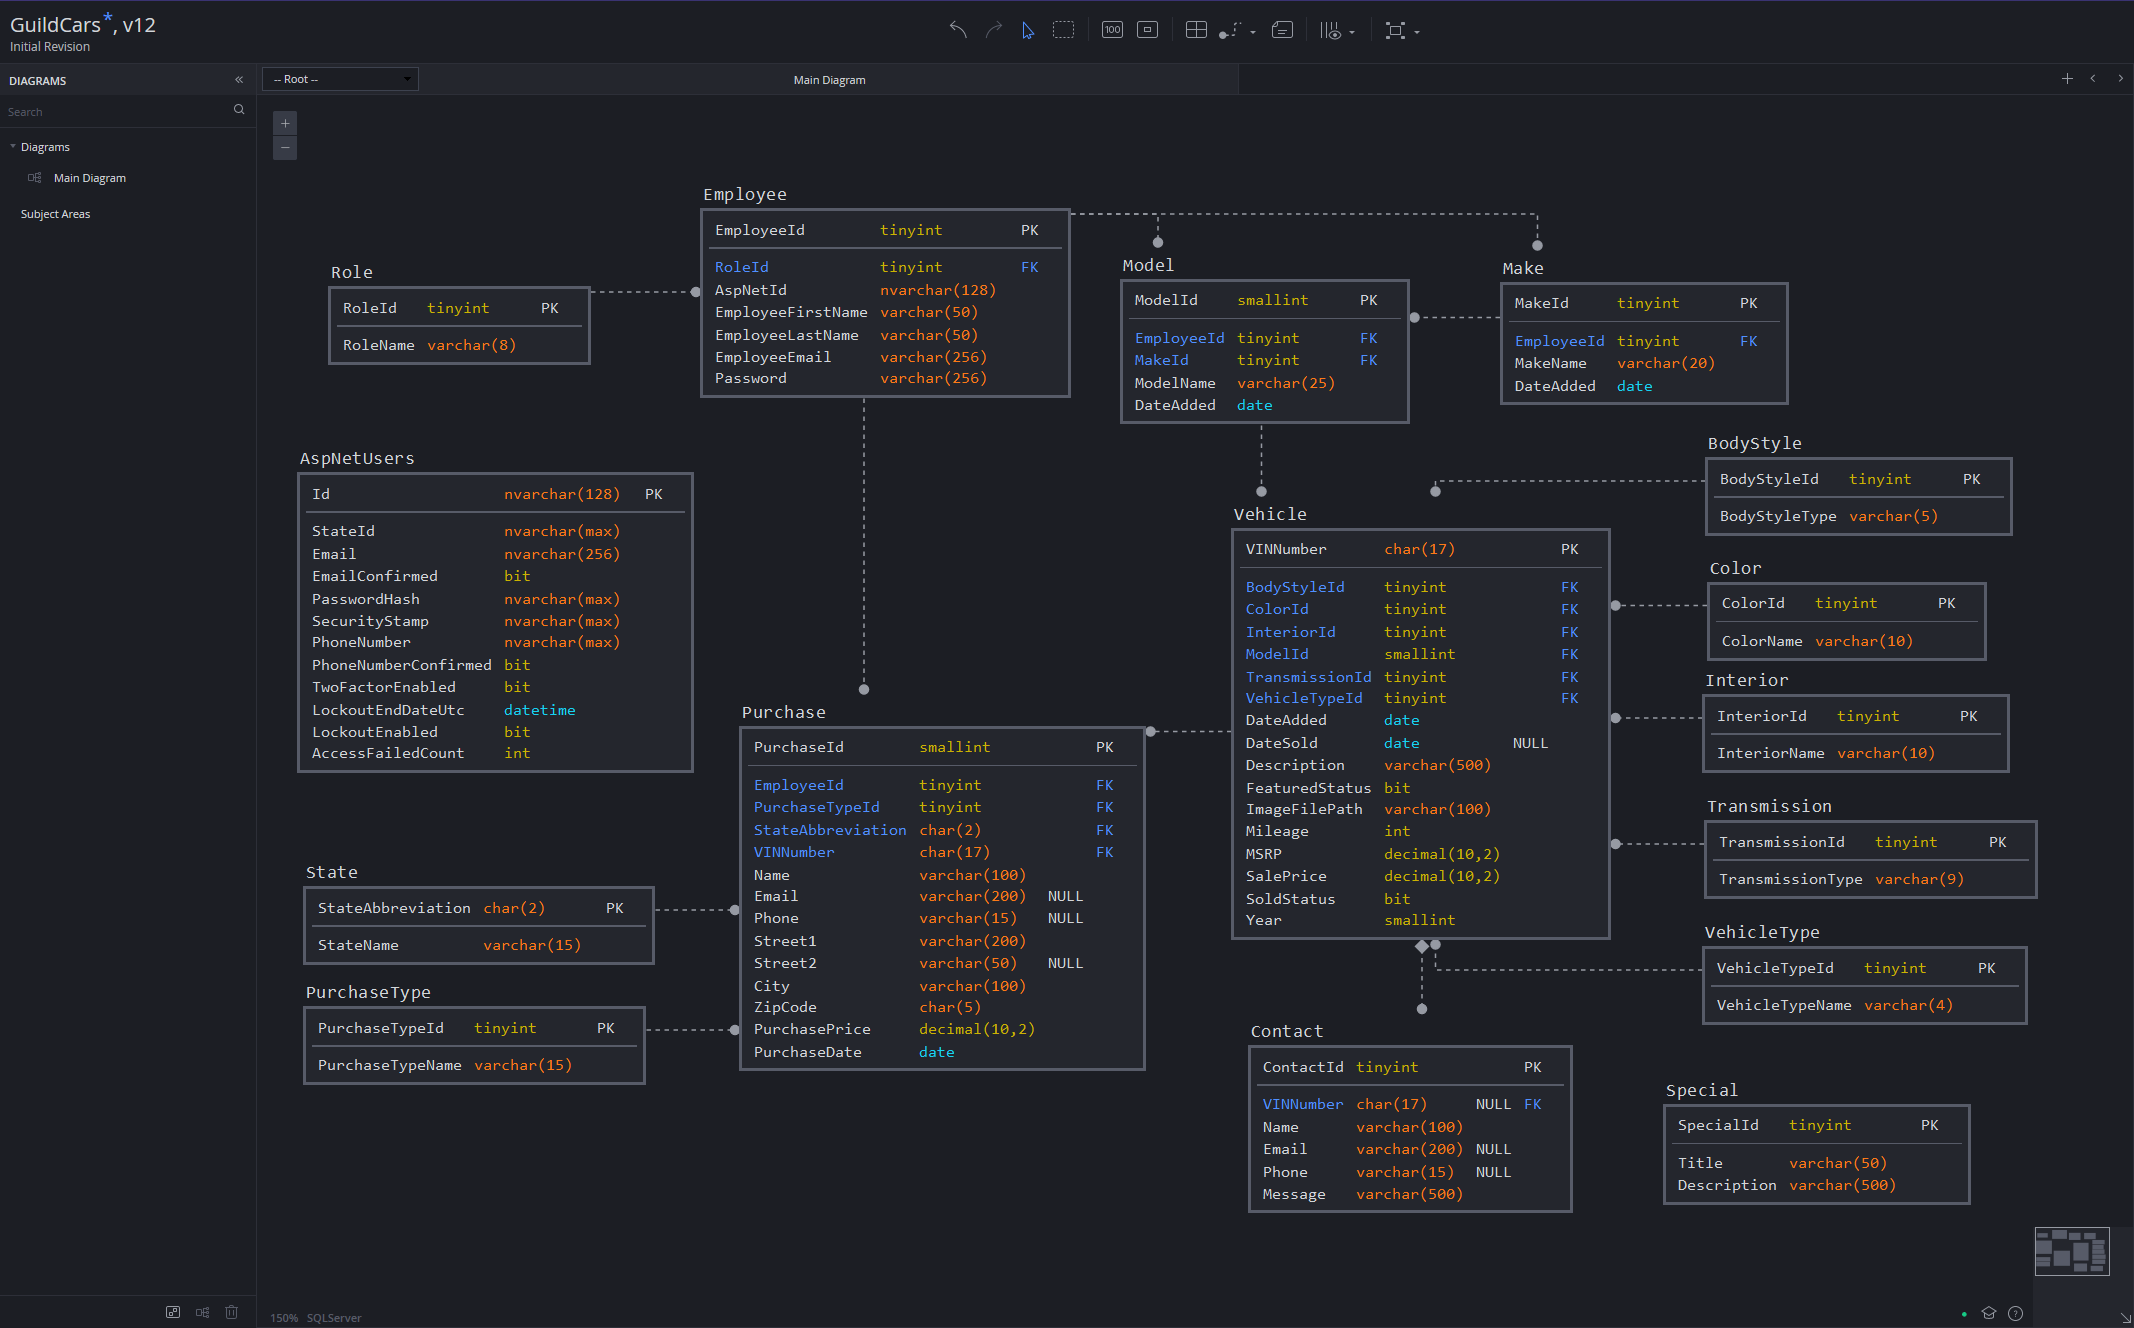 GuildCars*, v12
Initial Revision
100
DIAGRAMS
-- Root --
Main Diagram
Search
Diagrams
Main Diagram
Subject Areas
Employee
EmployeeId tinyint PK
RoleId tinyint FK
AspNetId nvarchar(128)
EmployeeFirstName varchar(50)
EmployeeLastName varchar(50)
EmployeeEmail varchar(256)
Password varchar(256)
Role
RoleId tinyint PK
RoleName varchar(8)
Model
ModelId smallint PK
EmployeeId tinyint FK
MakeId tinyint FK
ModelName varchar(25)
DateAdded date
Make
MakeId tinyint PK
EmployeeId tinyint FK
MakeName varchar(20)
DateAdded date
AspNetUsers
Id nvarchar(128) PK
StateId nvarchar(max)
Email nvarchar(256)
EmailConfirmed bit
PasswordHash nvarchar(max)
SecurityStamp nvarchar(max)
PhoneNumber nvarchar(max)
PhoneNumberConfirmed bit
TwoFactorEnabled bit
LockoutEndDateUtc datetime
LockoutEnabled bit
AccessFailedCount int
BodyStyle
BodyStyleId tinyint PK
BodyStyleType varchar(5)
Vehicle
VINNumber char(17) PK
BodyStyleId tinyint FK
ColorId tinyint FK
InteriorId tinyint FK
ModelId smallint FK
TransmissionId tinyint FK
VehicleTypeId tinyint FK
DateAdded date
DateSold date NULL
Description varchar(500)
FeaturedStatus bit
ImageFilePath varchar(100)
Mileage int
MSRP decimal(10,2)
SalePrice decimal(10,2)
SoldStatus bit
Year smallint
Color
ColorId tinyint PK
ColorName varchar(10)
Interior
InteriorId tinyint PK
InteriorName varchar(10)
Transmission
TransmissionId tinyint PK
TransmissionType varchar(9)
VehicleType
VehicleTypeId tinyint PK
VehicleTypeName varchar(4)
Purchase
PurchaseId smallint PK
EmployeeId tinyint FK
PurchaseTypeId tinyint FK
StateAbbreviation char(2) FK
VINNumber char(17) FK
Name varchar(100)
Email varchar(200) NULL
Phone varchar(15) NULL
Street1 varchar(200)
Street2 varchar(50) NULL
City varchar(100)
ZipCode char(5)
PurchasePrice decimal(10,2)
PurchaseDate date
State
StateAbbreviation char(2) PK
StateName varchar(15)
PurchaseType
PurchaseTypeId tinyint PK
PurchaseTypeName varchar(15)
Contact
ContactId tinyint PK
VINNumber char(17) NULL FK
Name varchar(100)
Email varchar(200) NULL
Phone varchar(15) NULL
Message varchar(500)
Special
SpecialId tinyint PK
Title varchar(50)
Description varchar(500)
150% SQLServer